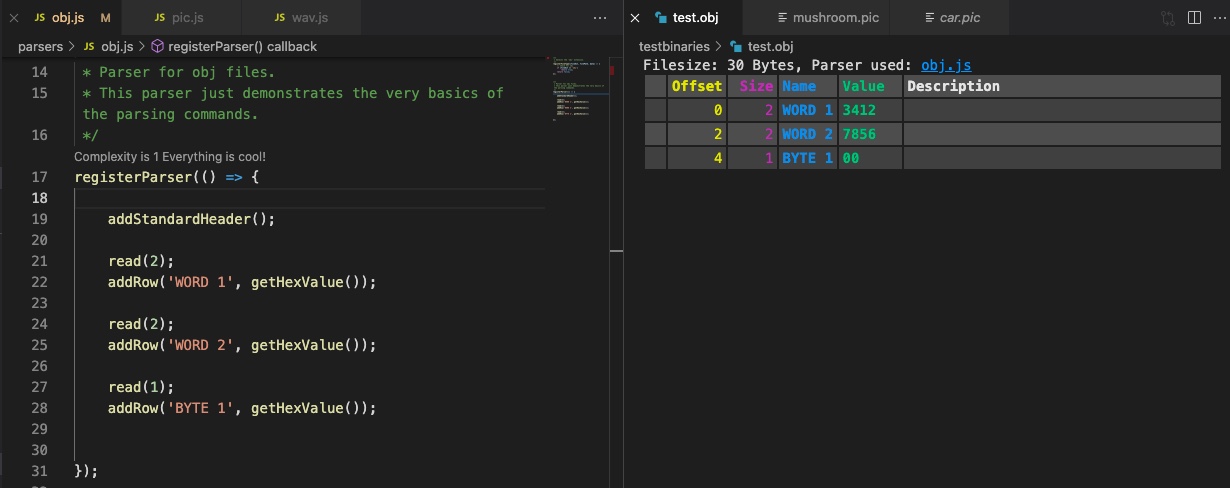 JS obj.js M
JS pic.js
JS wav.js
test.obj
mushroom.pic
car.pic
parsers > JS obj.js > registerParser() callback
testbinaries > test.obj
14 * Parser for obj files.
15 * This parser just demonstrates the very basics of
the parsing commands.
16 */
Complexity is 1 Everything is cool!
17 registerParser(() => {
18
19 addStandardHeader();
20
21 read(2);
22 addRow('WORD 1', getHexValue());
23
24 read(2);
25 addRow('WORD 2', getHexValue());
26
27 read(1);
28 addRow('BYTE 1', getHexValue());
29
30
31 });
Filesize: 30 Bytes, Parser used: obj.js
Offset Size Name Value Description
0 2 WORD 1 3412
2 2 WORD 2 7856
4 1 BYTE 1 00